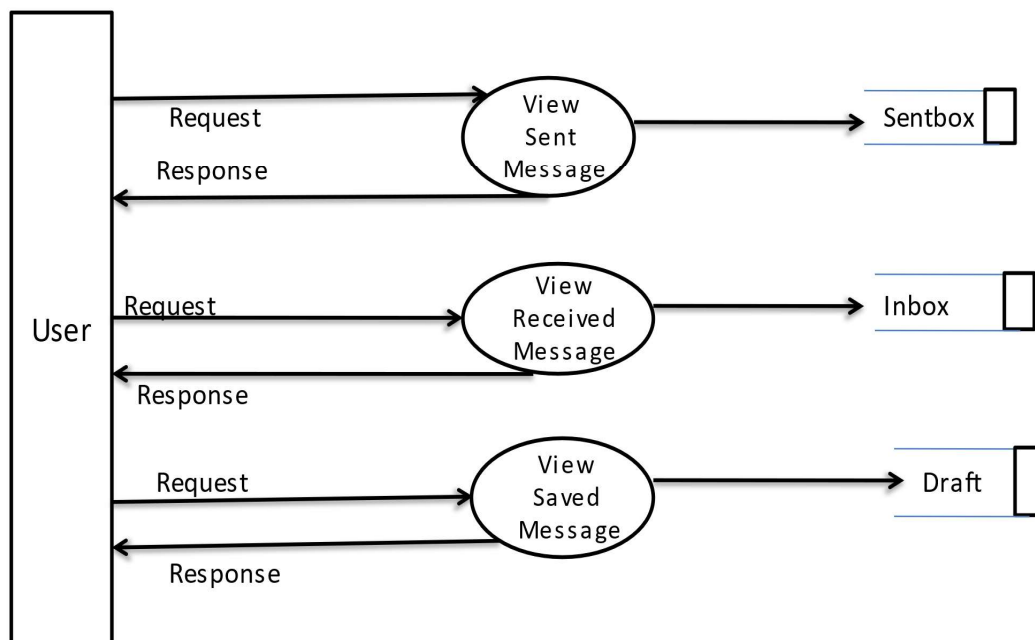 Request
View
Sent
Message
Sentbox
Response
User
Request
View
Received
Message
Inbox
Response
Request
View
Saved
Message
Draft
Response